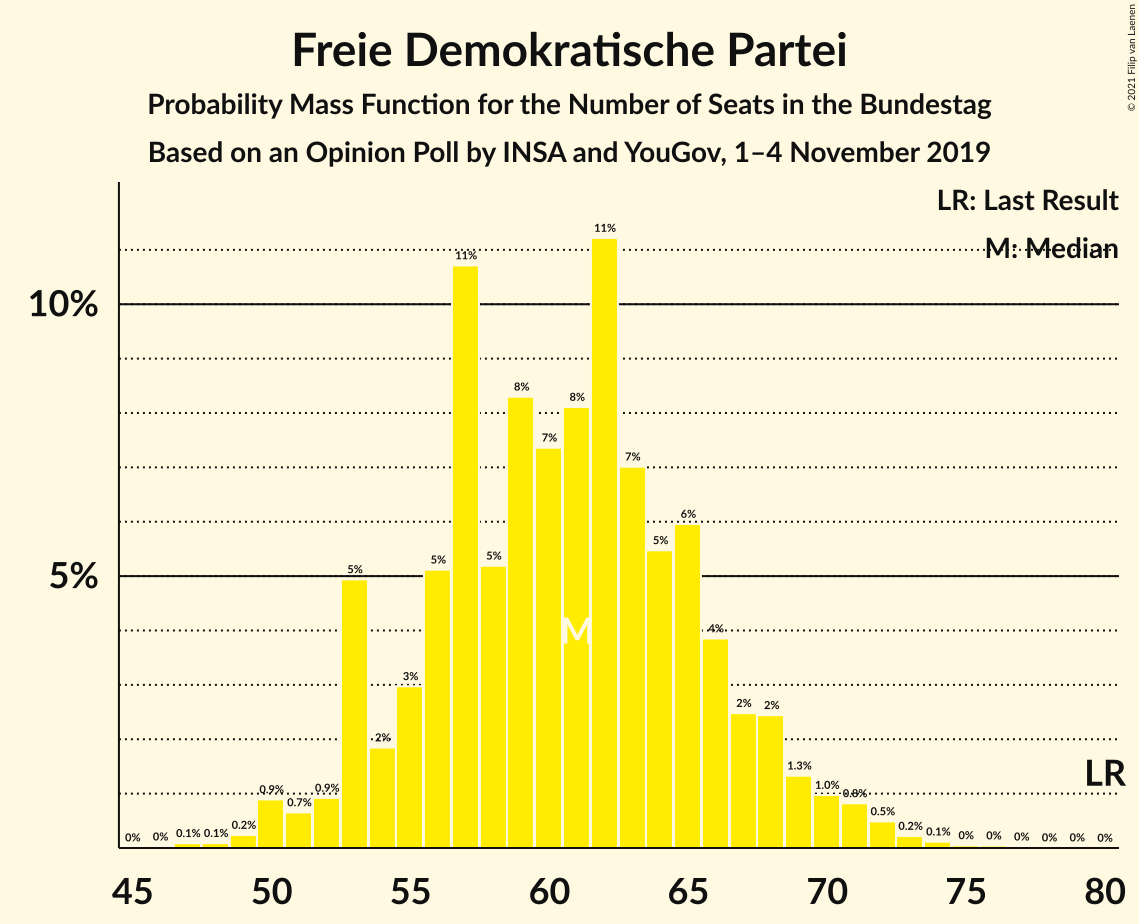 © 2021 Filip van Laenen
Freie Demokratische Partei
Probability Mass Function for the Number of Seats in the Bundestag
Based on an Opinion Poll by INSA and YouGov, 1–4 November 2019
LR: Last Result
M: Median
10%
5%
0% 0% 0.1% 0.1% 0.2% 0.9% 0.7% 0.9% 5% 2% 3% 5% 11% 5% 8% 7% 8% 11% 7% 5% 6% 4% 2% 2% 1.3% 1.0% 0.8% 0.5% 0.2% 0.1% 0% 0% 0% 0% 0% 0%
M
LR
45 50 55 60 65 70 75 80